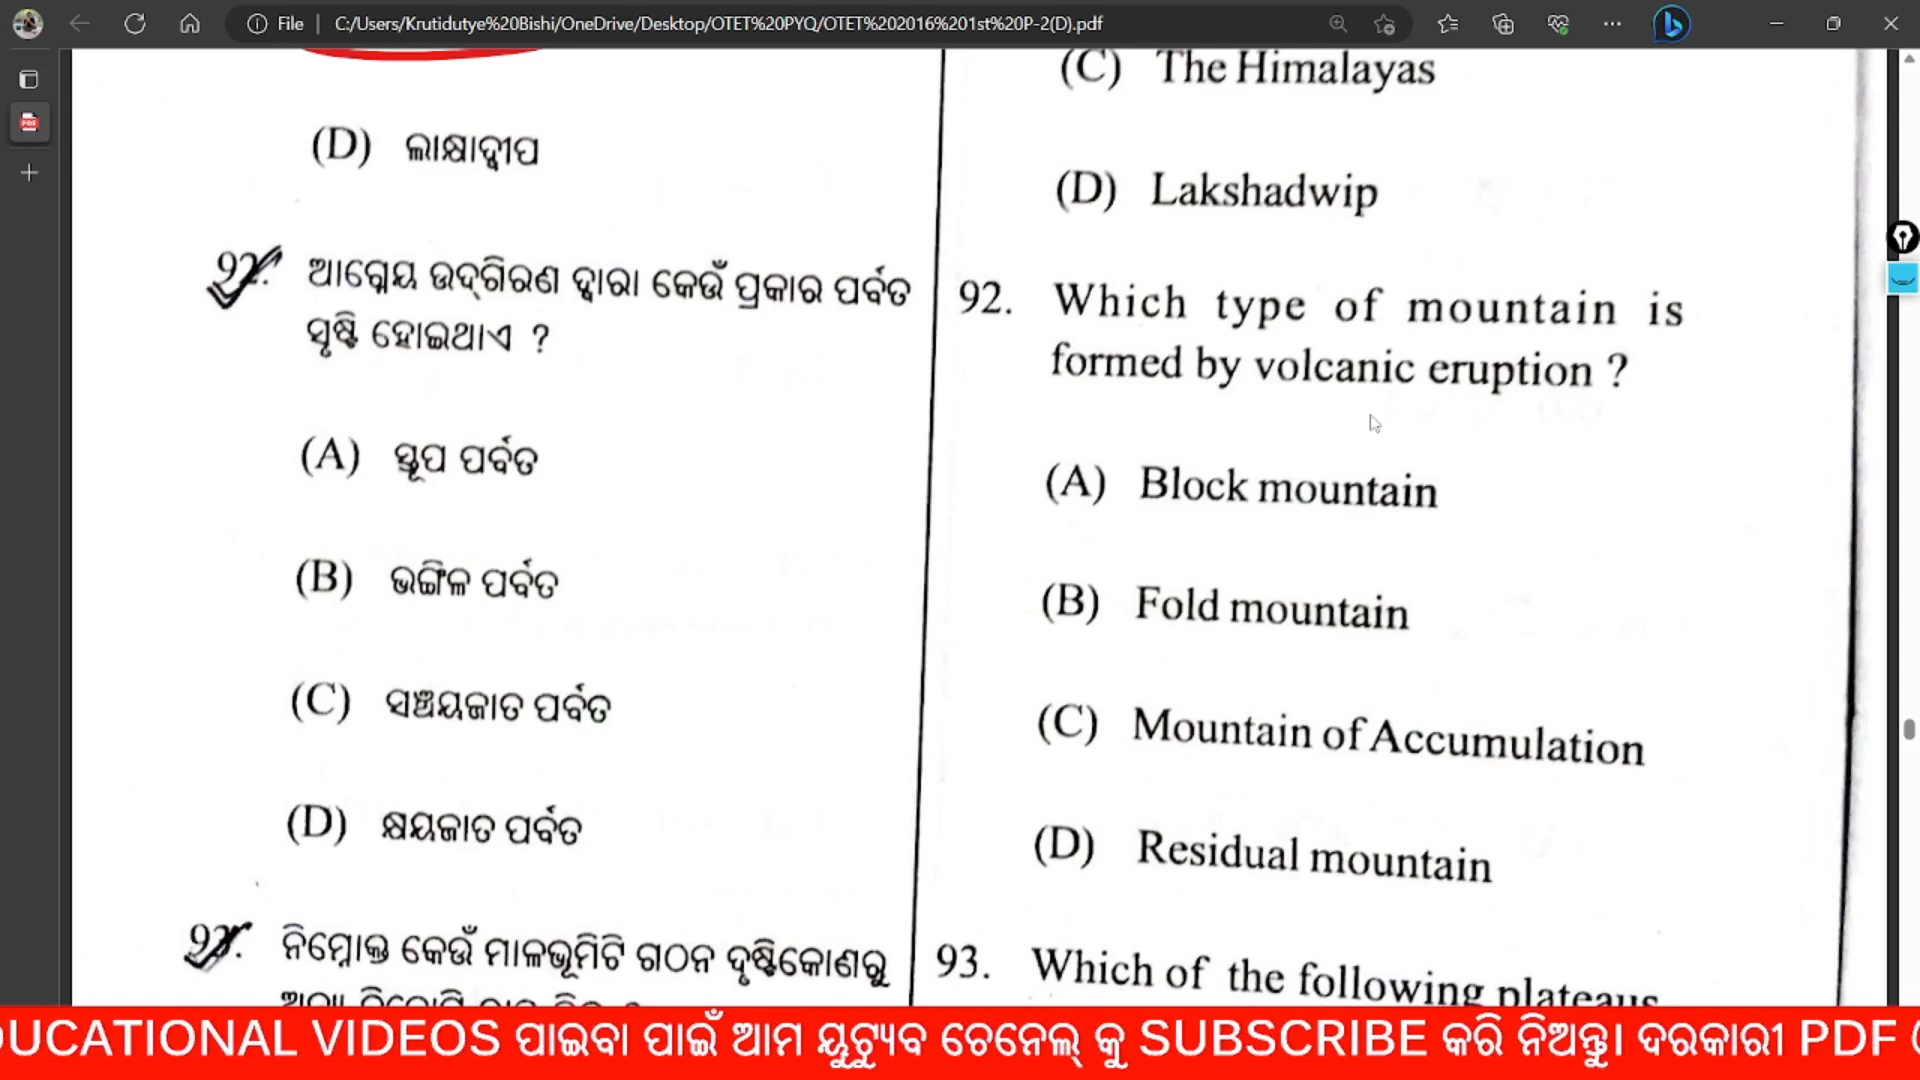 File
C:/Users/Krutidutye%20Bishi/OneDrive/Desktop/OTET%20PYQ/OTET%202016%201st%20P-2(D).pdf
(D) ଲାକ୍ଷାଦ୍ୱୀପ
92. ଆଗ୍ନେୟ ଉଦ୍‌ଗିରଣ ଦ୍ୱାରା କେଉଁ ପ୍ରକାର ପର୍ବତ
ସୃଷ୍ଟି ହୋଇଥାଏ ?
(A) ସ୍ତୂପ ପର୍ବତ
(B) ଭଙ୍ଗିଳ ପର୍ବତ
(C) ସଞ୍ଚୟଜାତ ପର୍ବତ
(D) କ୍ଷୟଜାତ ପର୍ବତ
93. ନିମ୍ନୋକ୍ତ କେଉଁ ମାଳଭୂମିଟି ଗଠନ ଦୃଷ୍ଟିକୋଣରୁ
(C) The Himalayas
(D) Lakshadwip
92. Which type of mountain is
formed by volcanic eruption ?
(A) Block mountain
(B) Fold mountain
(C) Mountain of Accumulation
(D) Residual mountain
93. Which of the following plateaus
DUCATIONAL VIDEOS ପାଇବା ପାଇଁ ଆମ ୟୁଟ୍ୟୁବ ଚେନେଲ୍ କୁ SUBSCRIBE କରି ନିଅନ୍ତୁ। ଦରକାରୀ PDF